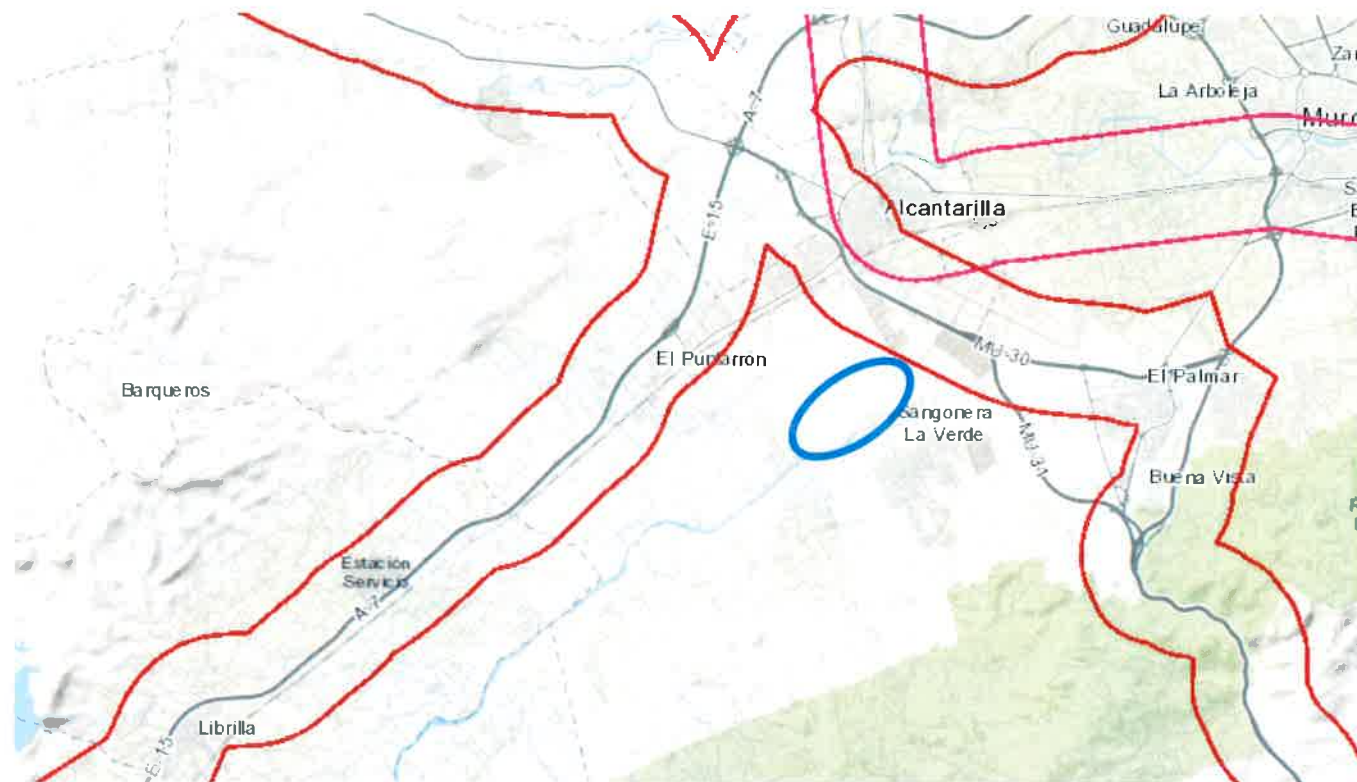 Guadalupe
La Arboleja
A-7
Alcantarilla
E-15
El Puntarron
MU-30
Barqueros
El Palmar
Sangonera
La Verde
MU-31
Buena Vista
Estación
Servicio
A-7
Librilla
E-15